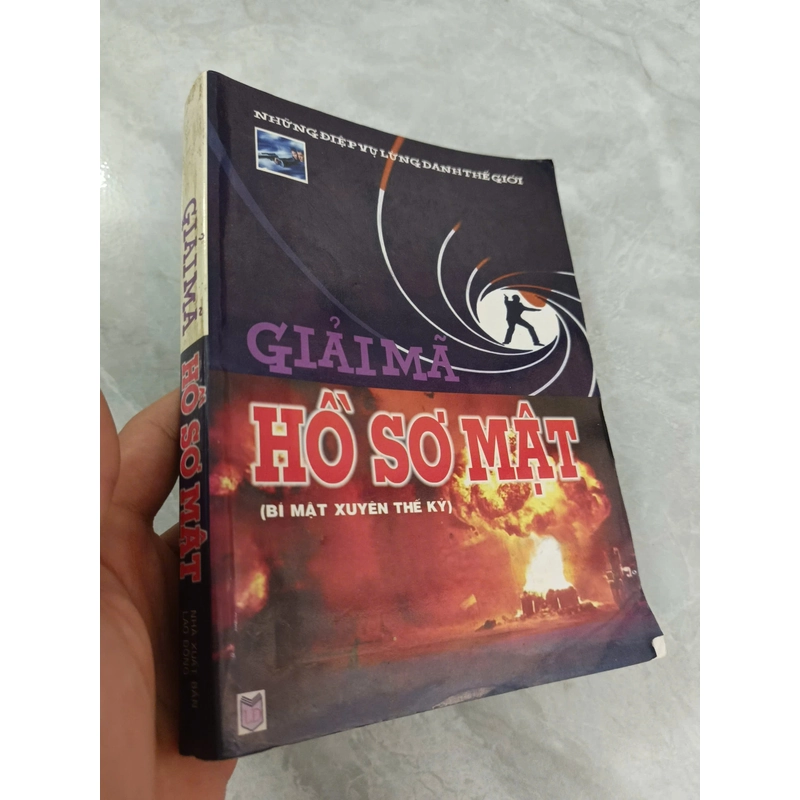 NHỮNG ĐIỆP VỤ LỪNG DANH THẾ GIỚI
GIẢI MÃ
HỒ SƠ MẬT
(BÍ MẬT XUYÊN THẾ KỶ)
LĐ
GIẢI MÃ HỒ SƠ MẬT
NHÀ XUẤT BẢN
LAO ĐỘNG